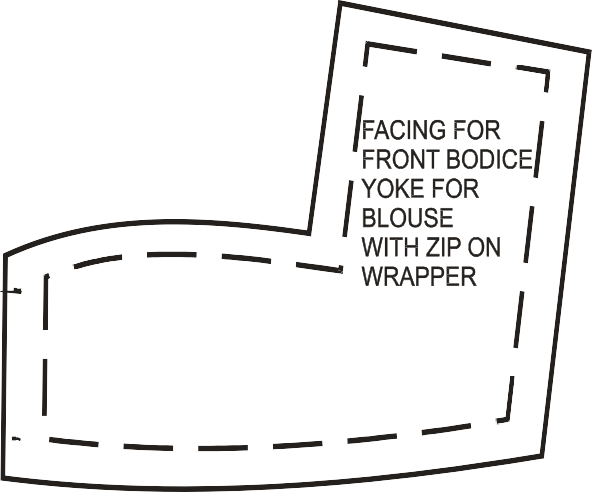 FACING FOR
FRONT BODICE
YOKE FOR
BLOUSE
WITH ZIP ON
WRAPPER